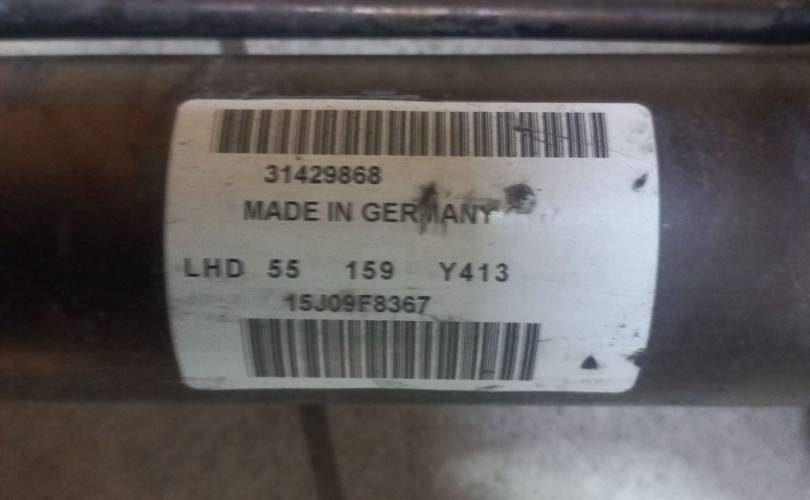 31429868
MADE IN GERMANY
LHD 55 159 Y413
15J09F8367